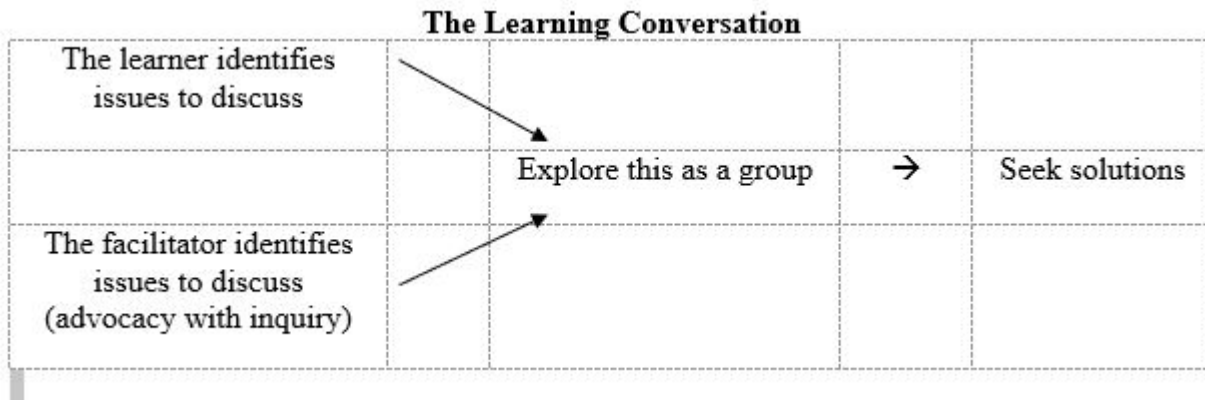 The Learning Conversation
The learner identifies
issues to discuss
Explore this as a group
→
Seek solutions
The facilitator identifies
issues to discuss
(advocacy with inquiry)